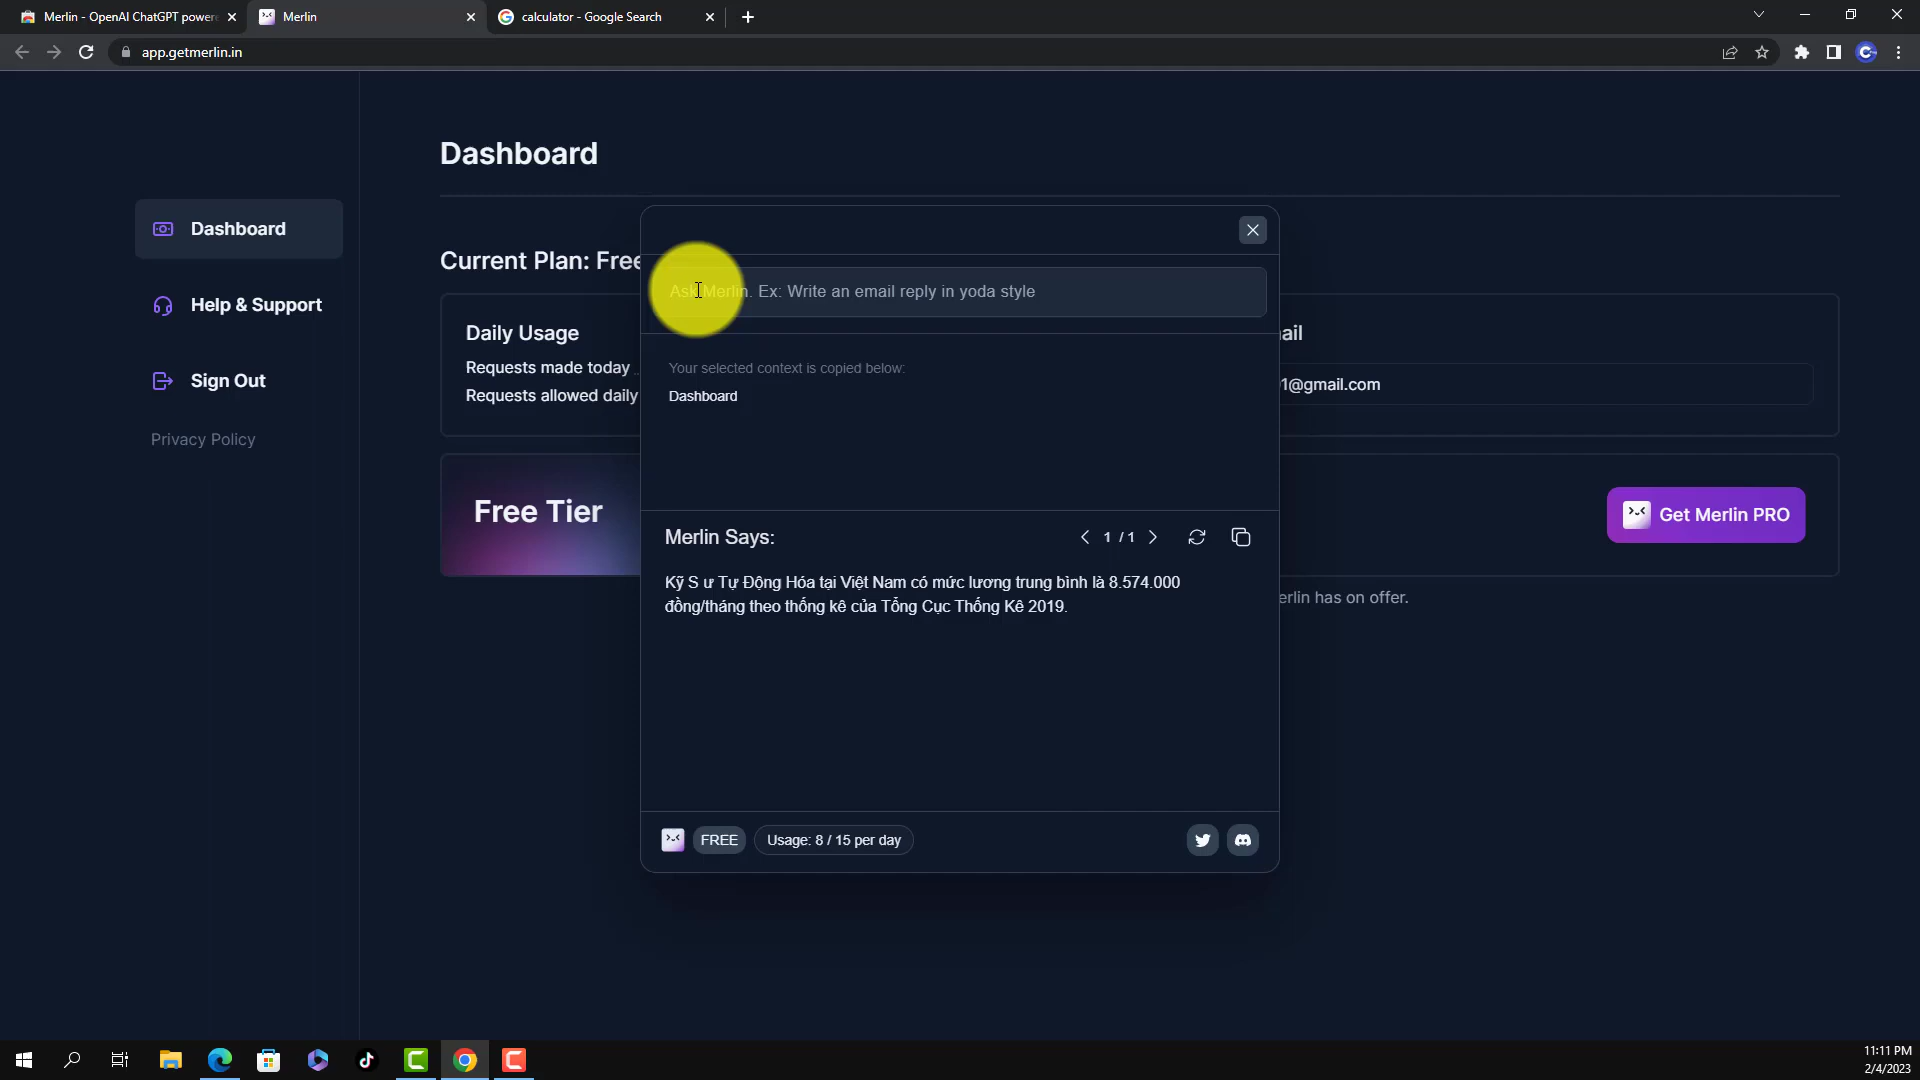 Merlin - OpenAI ChatGPT powere
Merlin
calculator - Google Search
app.getmerlin.in
Dashboard
Dashboard
Help & Support
Sign Out
Privacy Policy
Current Plan: Free
Daily Usage
Requests made today
Requests allowed daily
ail
1@gmail.com
Free Tier
Get Merlin PRO
erlin has on offer.
Ask Merlin. Ex: Write an email reply in yoda style
Your selected context is copied below:
Dashboard
Merlin Says:
1 / 1
Kỹ S ư Tự Động Hóa tại Việt Nam có mức lương trung bình là 8.574.000
đồng/tháng theo thống kê của Tổng Cục Thống Kê 2019.
FREE
Usage: 8 / 15 per day
11:11 PM
2/4/2023